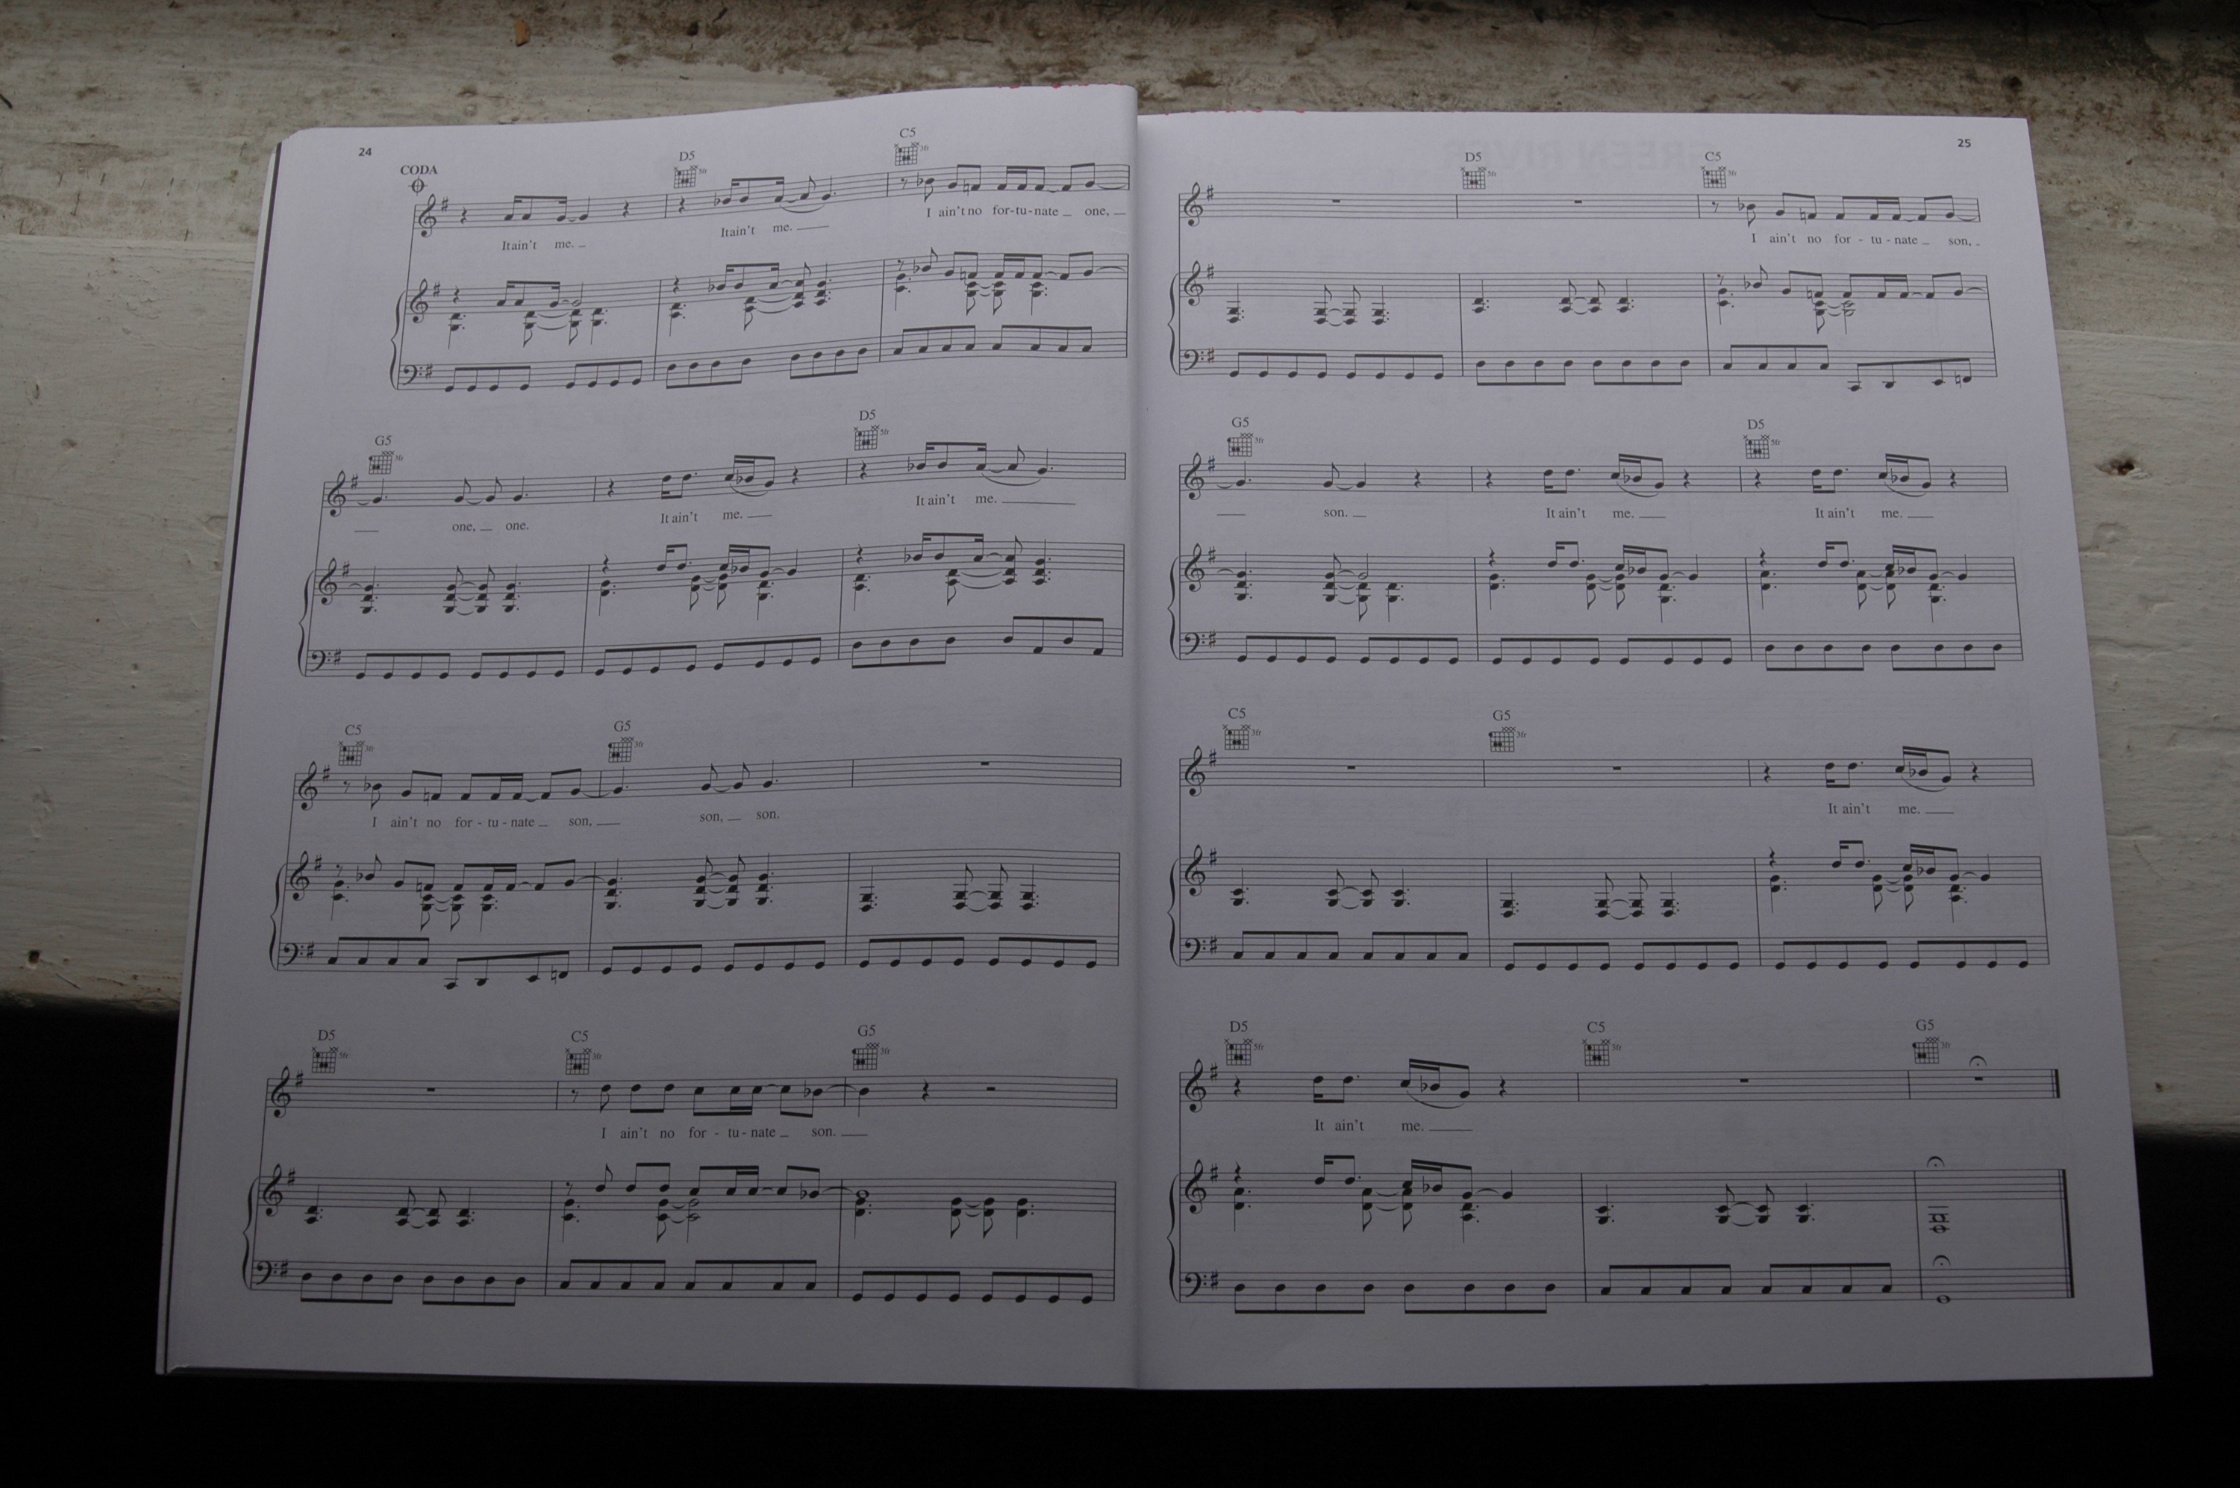 24
CODA
D5 C5
5fr 3fr
It ain't me. It ain't me. I ain't no for-tu-nate one,
G5 D5
3fr 5fr
one, one. It ain't me. It ain't me.
C5 G5
3fr 3fr
I ain't no for - tu - nate son, son, son.
D5 C5 G5
5fr 3fr 3fr
I ain't no for - tu - nate son.
25
D5 C5
5fr 3fr
I ain't no for - tu - nate son,
G5 D5
3fr 5fr
son. It ain't me. It ain't me.
C5 G5
3fr 3fr
It ain't me.
D5 C5 G5
5fr 3fr 3fr
It ain't me.